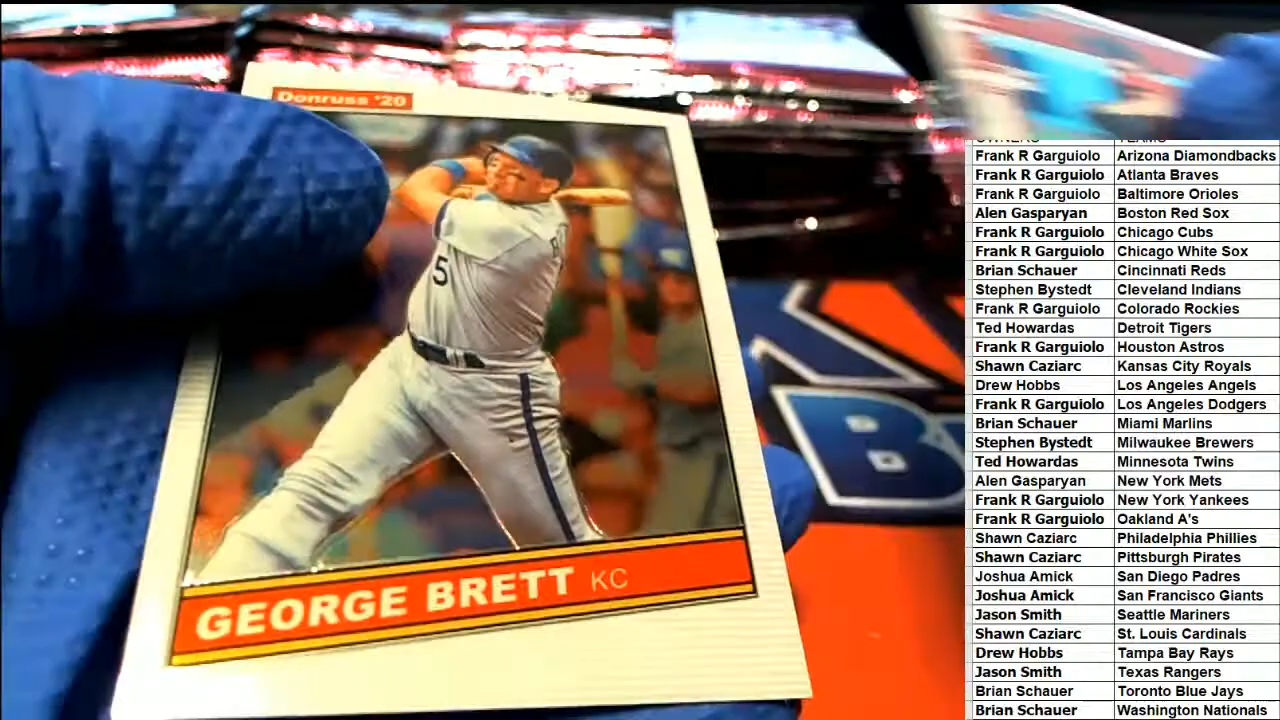 Donruss '20
5
GEORGE BRETT KC
OWNERS TEAMS
Frank R Garguiolo Arizona Diamondbacks
Frank R Garguiolo Atlanta Braves
Frank R Garguiolo Baltimore Orioles
Alen Gasparyan Boston Red Sox
Frank R Garguiolo Chicago Cubs
Frank R Garguiolo Chicago White Sox
Brian Schauer Cincinnati Reds
Stephen Bystedt Cleveland Indians
Frank R Garguiolo Colorado Rockies
Ted Howardas Detroit Tigers
Frank R Garguiolo Houston Astros
Shawn Caziarc Kansas City Royals
Drew Hobbs Los Angeles Angels
Frank R Garguiolo Los Angeles Dodgers
Brian Schauer Miami Marlins
Stephen Bystedt Milwaukee Brewers
Ted Howardas Minnesota Twins
Alen Gasparyan New York Mets
Frank R Garguiolo New York Yankees
Frank R Garguiolo Oakland A's
Shawn Caziarc Philadelphia Phillies
Shawn Caziarc Pittsburgh Pirates
Joshua Amick San Diego Padres
Joshua Amick San Francisco Giants
Jason Smith Seattle Mariners
Shawn Caziarc St. Louis Cardinals
Drew Hobbs Tampa Bay Rays
Jason Smith Texas Rangers
Brian Schauer Toronto Blue Jays
Brian Schauer Washington Nationals